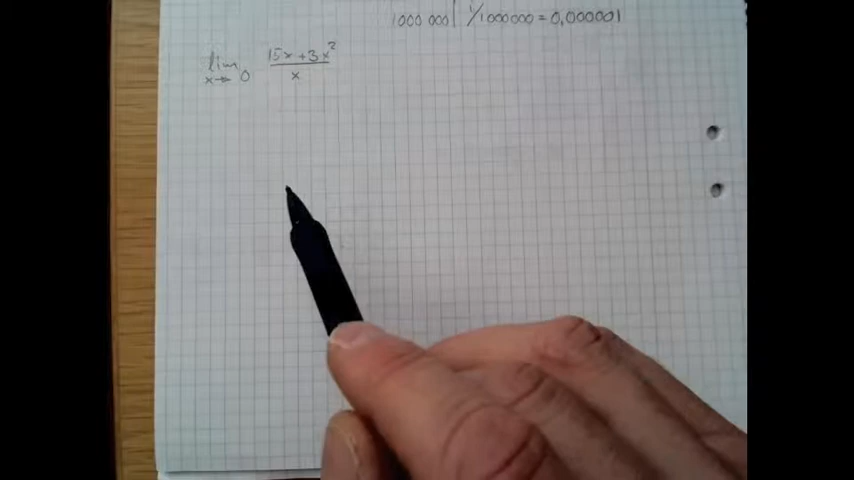 1000 000 | 1/1000000 = 0,000001
lim 15x + 3x²
x→0 x